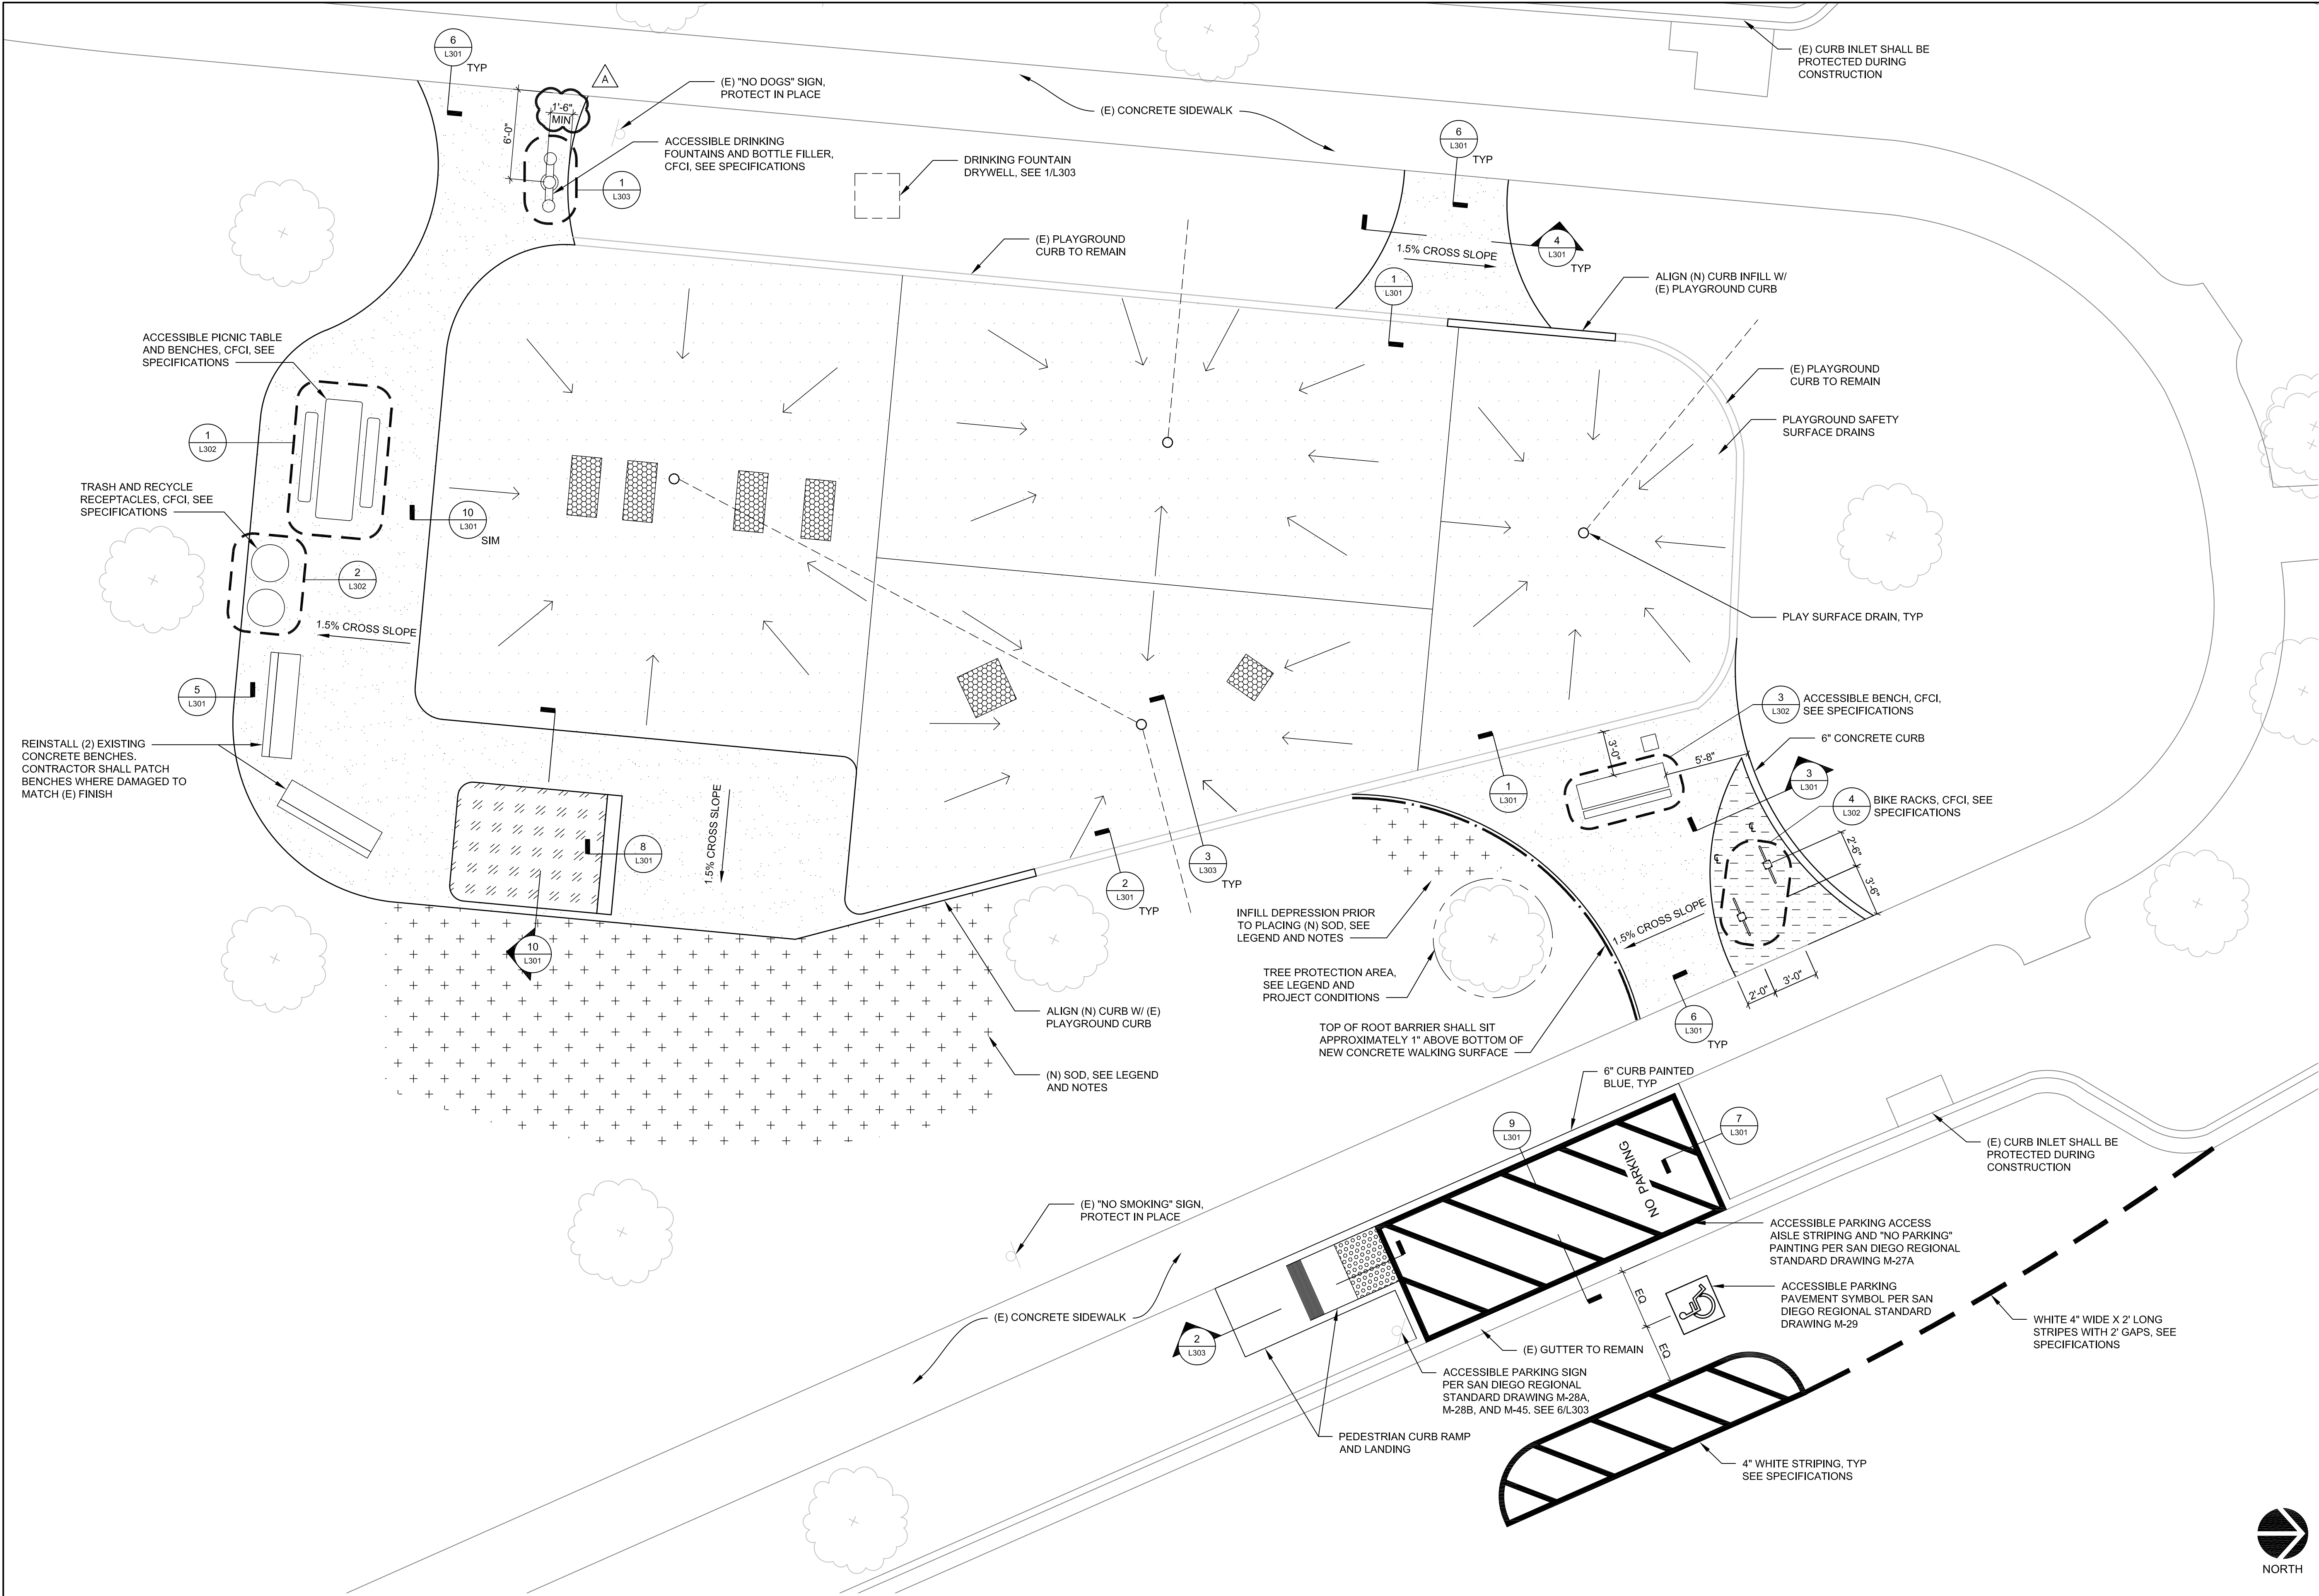 6
L301
TYP
A
(E) "NO DOGS" SIGN,
PROTECT IN PLACE
1'-6"
MIN
6'-0"
(E) CONCRETE SIDEWALK
(E) CURB INLET SHALL BE
PROTECTED DURING
CONSTRUCTION
ACCESSIBLE DRINKING
FOUNTAINS AND BOTTLE FILLER,
CFCI, SEE SPECIFICATIONS
1
L303
DRINKING FOUNTAIN
DRYWELL, SEE 1/L303
6
L301
TYP
(E) PLAYGROUND
CURB TO REMAIN
1.5% CROSS SLOPE
4
L301
TYP
1
L301
ALIGN (N) CURB INFILL W/
(E) PLAYGROUND CURB
ACCESSIBLE PICNIC TABLE
AND BENCHES, CFCI, SEE
SPECIFICATIONS
(E) PLAYGROUND
CURB TO REMAIN
PLAYGROUND SAFETY
SURFACE DRAINS
1
L302
TRASH AND RECYCLE
RECEPTACLES, CFCI, SEE
SPECIFICATIONS
10
L301
SIM
2
L302
1.5% CROSS SLOPE
PLAY SURFACE DRAIN, TYP
5
L301
3
L302
ACCESSIBLE BENCH, CFCI,
SEE SPECIFICATIONS
REINSTALL (2) EXISTING
CONCRETE BENCHES.
CONTRACTOR SHALL PATCH
BENCHES WHERE DAMAGED TO
MATCH (E) FINISH
3'-0"
5'-8"
6" CONCRETE CURB
3
L301
1
L301
4
L302
BIKE RACKS, CFCI, SEE
SPECIFICATIONS
1.5% CROSS SLOPE
8
L301
3
L303
TYP
2
L301
TYP
2'-6"
3'-6"
INFILL DEPRESSION PRIOR
TO PLACING (N) SOD, SEE
LEGEND AND NOTES
1.5% CROSS SLOPE
10
L301
TREE PROTECTION AREA,
SEE LEGEND AND
PROJECT CONDITIONS
2'-0"
3'-0"
ALIGN (N) CURB W/ (E)
PLAYGROUND CURB
6
L301
TYP
TOP OF ROOT BARRIER SHALL SIT
APPROXIMATELY 1" ABOVE BOTTOM OF
NEW CONCRETE WALKING SURFACE
(N) SOD, SEE LEGEND
AND NOTES
6" CURB PAINTED
BLUE, TYP
9
L301
7
L301
NO PARKING
(E) CURB INLET SHALL BE
PROTECTED DURING
CONSTRUCTION
(E) "NO SMOKING" SIGN,
PROTECT IN PLACE
ACCESSIBLE PARKING ACCESS
AISLE STRIPING AND "NO PARKING"
PAINTING PER SAN DIEGO REGIONAL
STANDARD DRAWING M-27A
ACCESSIBLE PARKING
PAVEMENT SYMBOL PER SAN
DIEGO REGIONAL STANDARD
DRAWING M-29
EQ
EQ
(E) CONCRETE SIDEWALK
WHITE 4" WIDE X 2' LONG
STRIPES WITH 2' GAPS, SEE
SPECIFICATIONS
2
L303
(E) GUTTER TO REMAIN
ACCESSIBLE PARKING SIGN
PER SAN DIEGO REGIONAL
STANDARD DRAWING M-28A,
M-28B, AND M-45. SEE 6/L303
PEDESTRIAN CURB RAMP
AND LANDING
4" WHITE STRIPING, TYP
SEE SPECIFICATIONS
NORTH